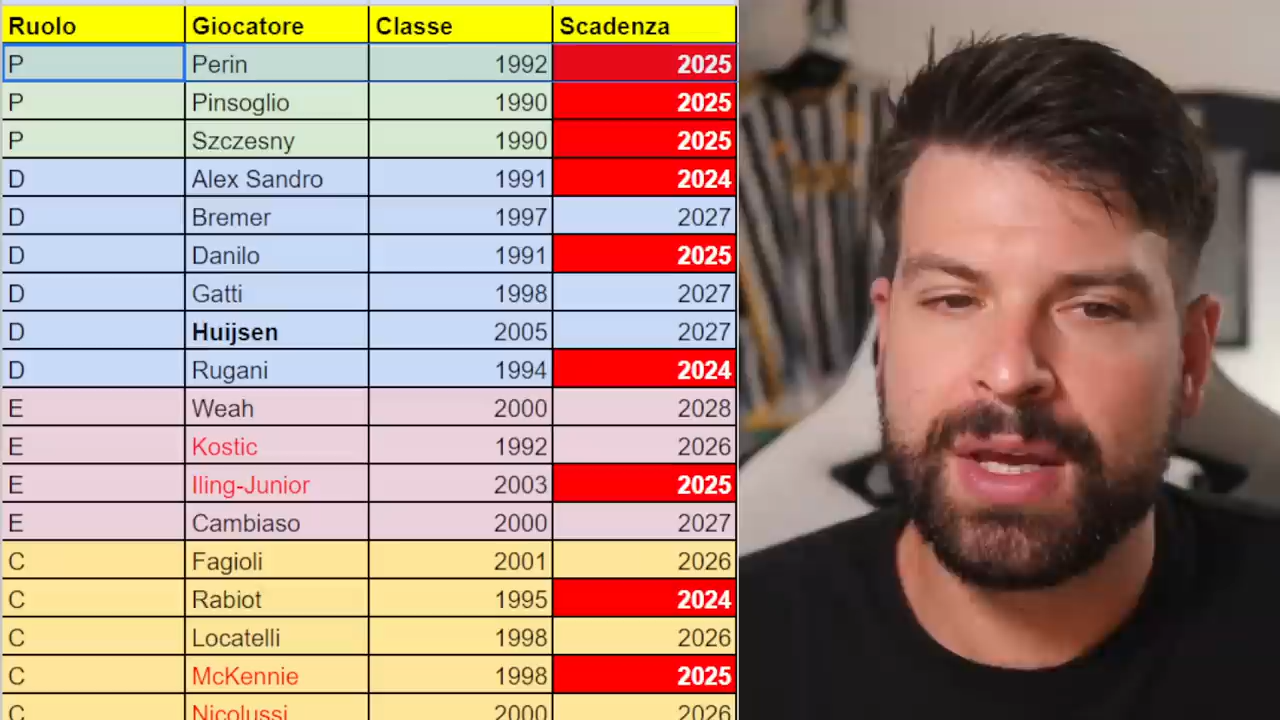 Ruolo Giocatore Classe Scadenza
P Perin 1992 2025
P Pinsoglio 1990 2025
P Szczesny 1990 2025
D Alex Sandro 1991 2024
D Bremer 1997 2027
D Danilo 1991 2025
D Gatti 1998 2027
D Huijsen 2005 2027
D Rugani 1994 2024
E Weah 2000 2028
E Kostic 1992 2026
E Iling-Junior 2003 2025
E Cambiaso 2000 2027
C Fagioli 2001 2026
C Rabiot 1995 2024
C Locatelli 1998 2026
C McKennie 1998 2025
C Nicolussi 2000 2026